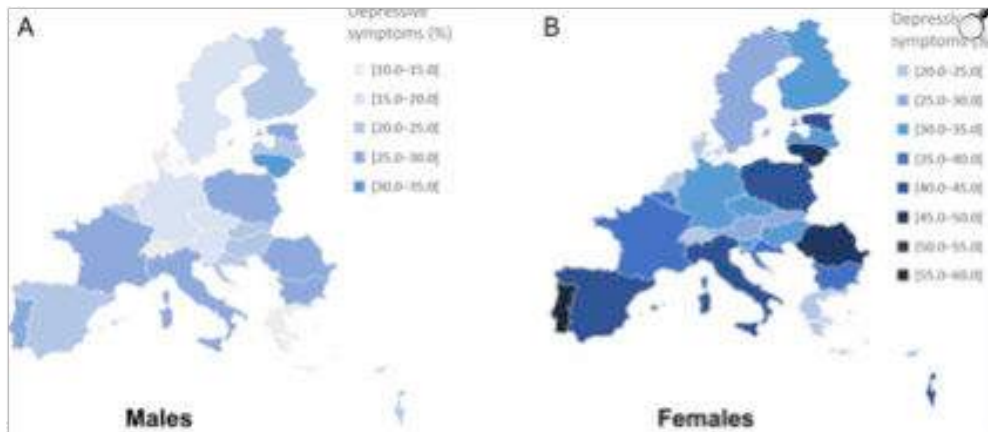 A
Depressive
symptoms (%)
[10.0–15.0[
[15.0–20.0[
[20.0–25.0[
[25.0–30.0[
[30.0–35.0[
Males
B
Depressive
symptoms (%
[20.0–25.0[
[25.0–30.0[
[30.0–35.0[
[35.0–40.0[
[40.0–45.0[
[45.0–50.0[
[50.0–55.0[
[55.0–60.0[
Females